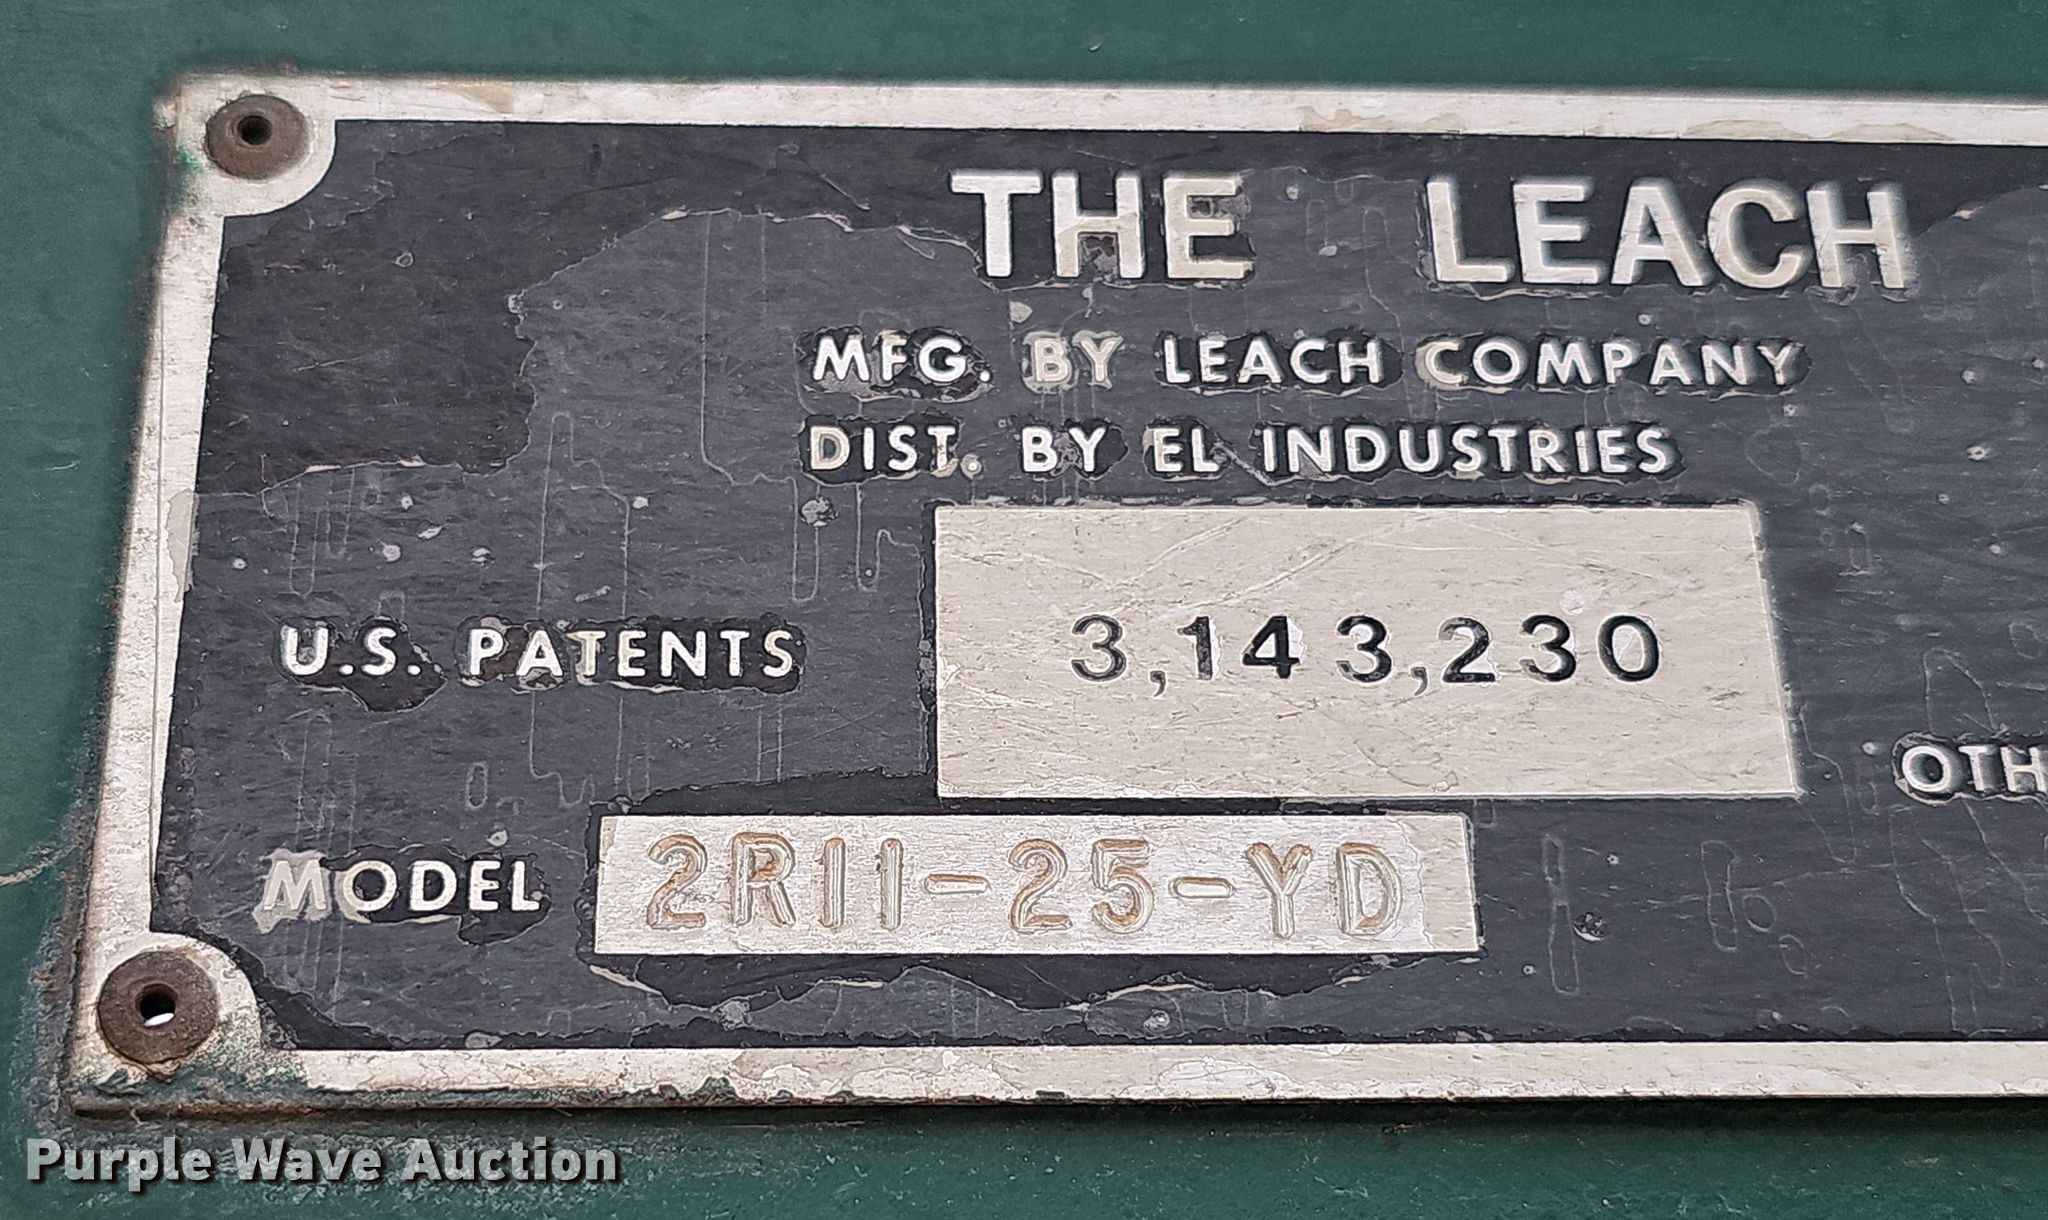 THE LEACH
MFG. BY LEACH COMPANY
DIST. BY EL INDUSTRIES
U.S. PATENTS 3,143,230
OTH
MODEL 2R11-25-YD
Purple Wave Auction